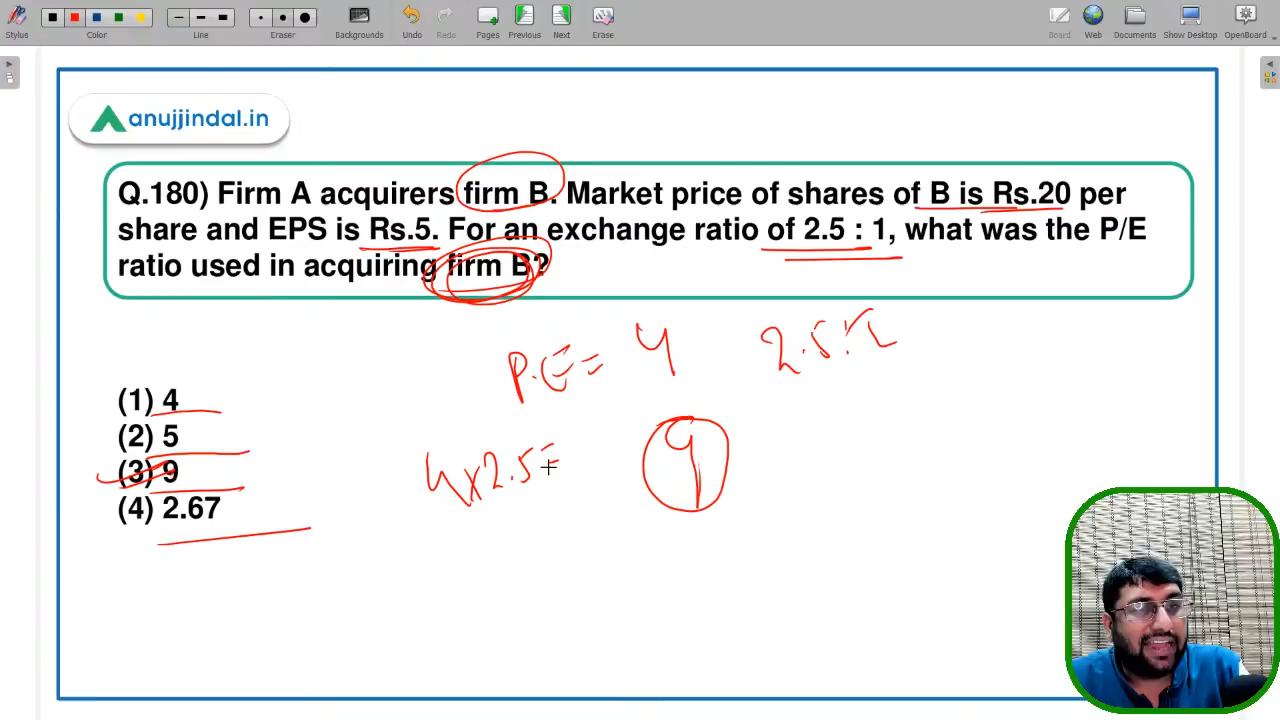 Stylus
Color
Line
Eraser
Backgrounds
Undo
Redo
Pages
Previous
Next
Erase
Board
Web
Documents
Show Desktop
OpenBoard
anujjindal.in
Q.180) Firm A acquirers firm B. Market price of shares of B is Rs.20 per
share and EPS is Rs.5. For an exchange ratio of 2.5 : 1, what was the P/E
ratio used in acquiring firm B?
P.E = 4
2.5:1
(1) 4
(2) 5
(3) 9
(4) 2.67
4x2.5=
9